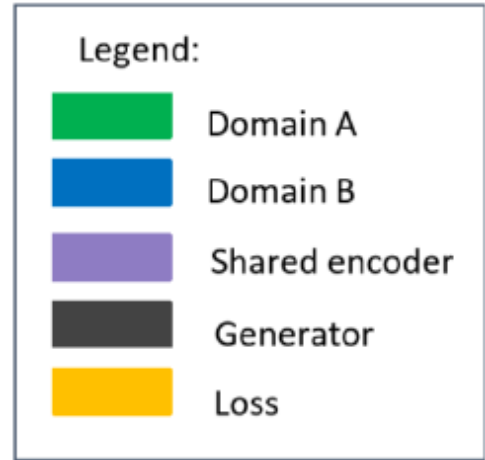 Legend:
Domain A
Domain B
Shared encoder
Generator
Loss